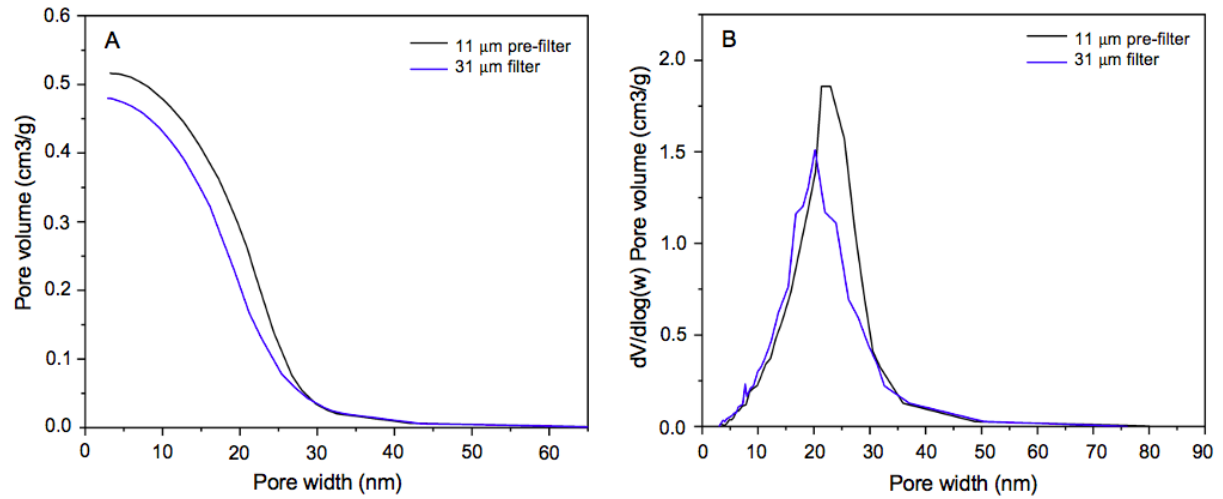 A
11 μm pre-filter
31 μm filter
Pore volume (cm3/g)
0.6
0.5
0.4
0.3
0.2
0.1
0.0
0 10 20 30 40 50 60
Pore width (nm)
B
11 μm pre-filter
31 μm filter
dV/dlog(w) Pore volume (cm3/g)
2.0
1.5
1.0
0.5
0.0
0 10 20 30 40 50 60 70 80 90
Pore width (nm)